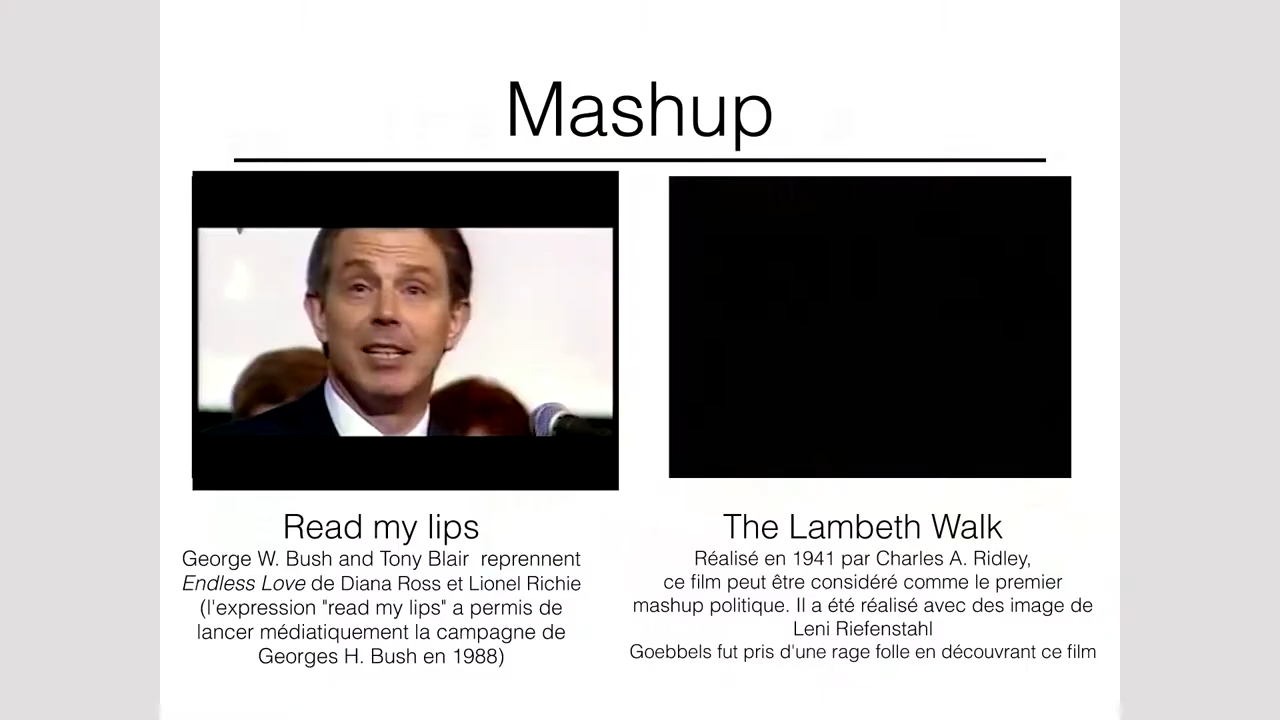 Mashup
Read my lips
George W. Bush and Tony Blair  reprennent
Endless Love de Diana Ross et Lionel Richie
(l'expression "read my lips" a permis de
lancer médiatiquement la campagne de
Georges H. Bush en 1988)
The Lambeth Walk
Réalisé en 1941 par Charles A. Ridley,
ce film peut être considéré comme le premier
mashup politique. Il a été réalisé avec des image de
Leni Riefenstahl
Goebbels fut pris d'une rage folle en découvrant ce film